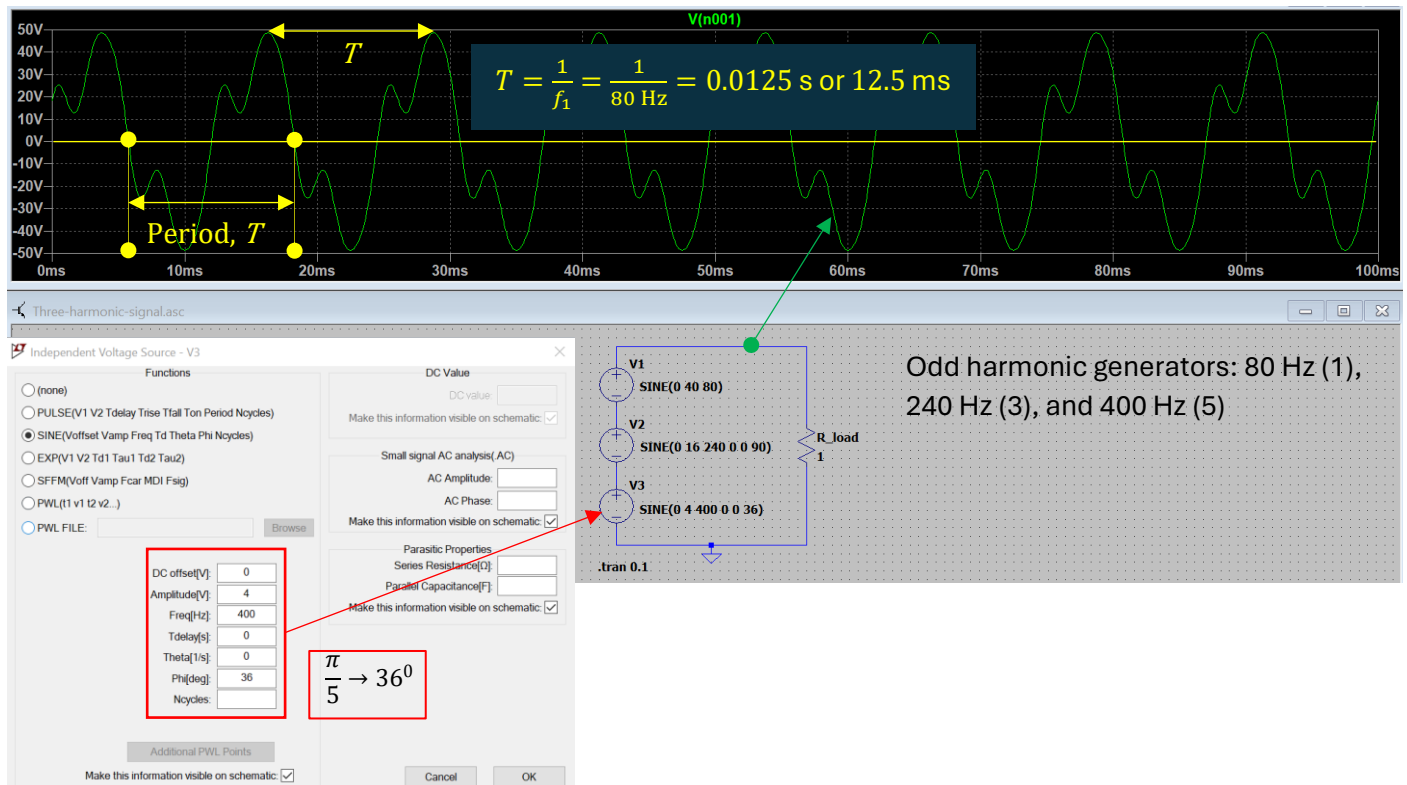 V(n001)
50V
40V
30V
20V
10V
0V
-10V
-20V
-30V
-40V
-50V
T
T = 1/f₁ = 1/80 Hz = 0.0125 s or 12.5 ms
Period, T
0ms 10ms 20ms 30ms 40ms 50ms 60ms 70ms 80ms 90ms 100ms
Three-harmonic-signal.asc
Independent Voltage Source - V3
Functions
(none)
PULSE(V1 V2 Tdelay Trise Tfall Ton Period Ncycles)
SINE(Voffset Vamp Freq Td Theta Phi Ncycles)
EXP(V1 V2 Td1 Tau1 Td2 Tau2)
SFFM(Voff Vamp Fcar MDI Fsig)
PWL(t1 v1 t2 v2...)
PWL FILE: Browse
DC offset[V]: 0
Amplitude[V]: 4
Freq[Hz]: 400
Tdelay[s]: 0
Theta[1/s]: 0
Phi[deg]: 36
Ncycles:
Additional PWL Points
Make this information visible on schematic:
DC Value
DC value:
Make this information visible on schematic:
Small signal AC analysis(.AC)
AC Amplitude:
AC Phase:
Make this information visible on schematic:
Parasitic Properties
Series Resistance[Ω]:
Parallel Capacitance[F]:
Make this information visible on schematic:
Cancel OK
π/5 → 36⁰
V1
SINE(0 40 80)
V2
SINE(0 16 240 0 0 90)
V3
SINE(0 4 400 0 0 36)
R_load
1
.tran 0.1
Odd harmonic generators: 80 Hz (1),
240 Hz (3), and 400 Hz (5)